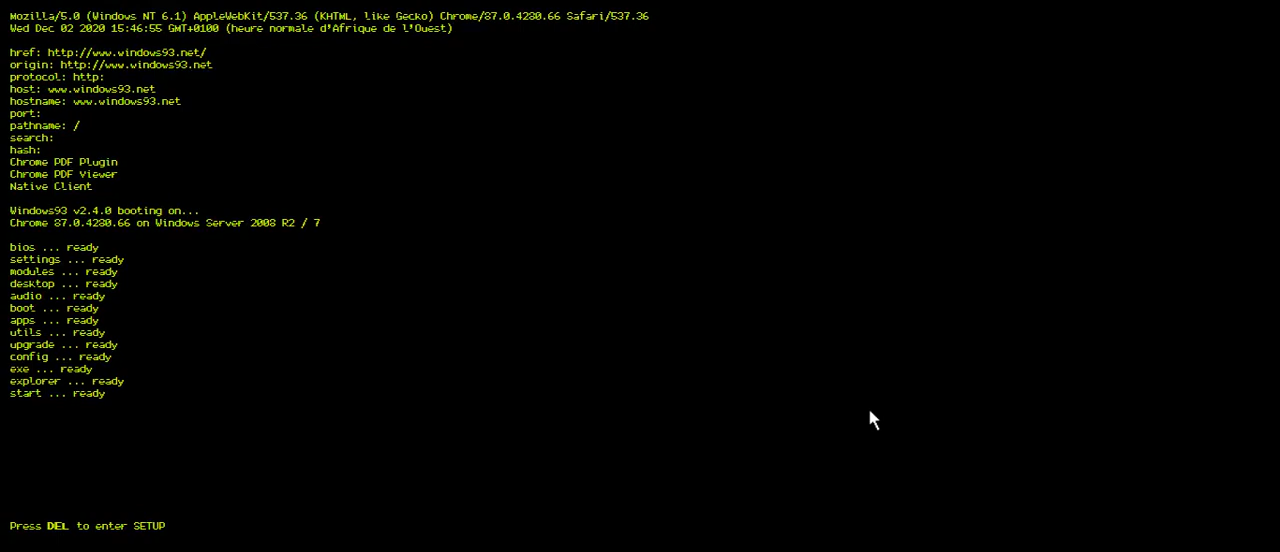 Mozilla/5.0 (Windows NT 6.1) AppleWebKit/537.36 (KHTML, like Gecko) Chrome/87.0.4280.66 Safari/537.36
Wed Dec 02 2020 15:46:55 GMT+0100 (heure normale d'Afrique de l'Ouest)
href: http://www.windows93.net/
origin: http://www.windows93.net
protocol: http:
host: www.windows93.net
hostname: www.windows93.net
port:
pathname: /
search:
hash:
Chrome PDF Plugin
Chrome PDF Viewer
Native Client
Windows93 v2.4.0 booting on...
Chrome 87.0.4280.66 on Windows Server 2008 R2 / 7
bios ... ready
settings ... ready
modules ... ready
desktop ... ready
audio ... ready
boot ... ready
apps ... ready
utils ... ready
upgrade ... ready
config ... ready
exe ... ready
explorer ... ready
start ... ready
Press DEL to enter SETUP